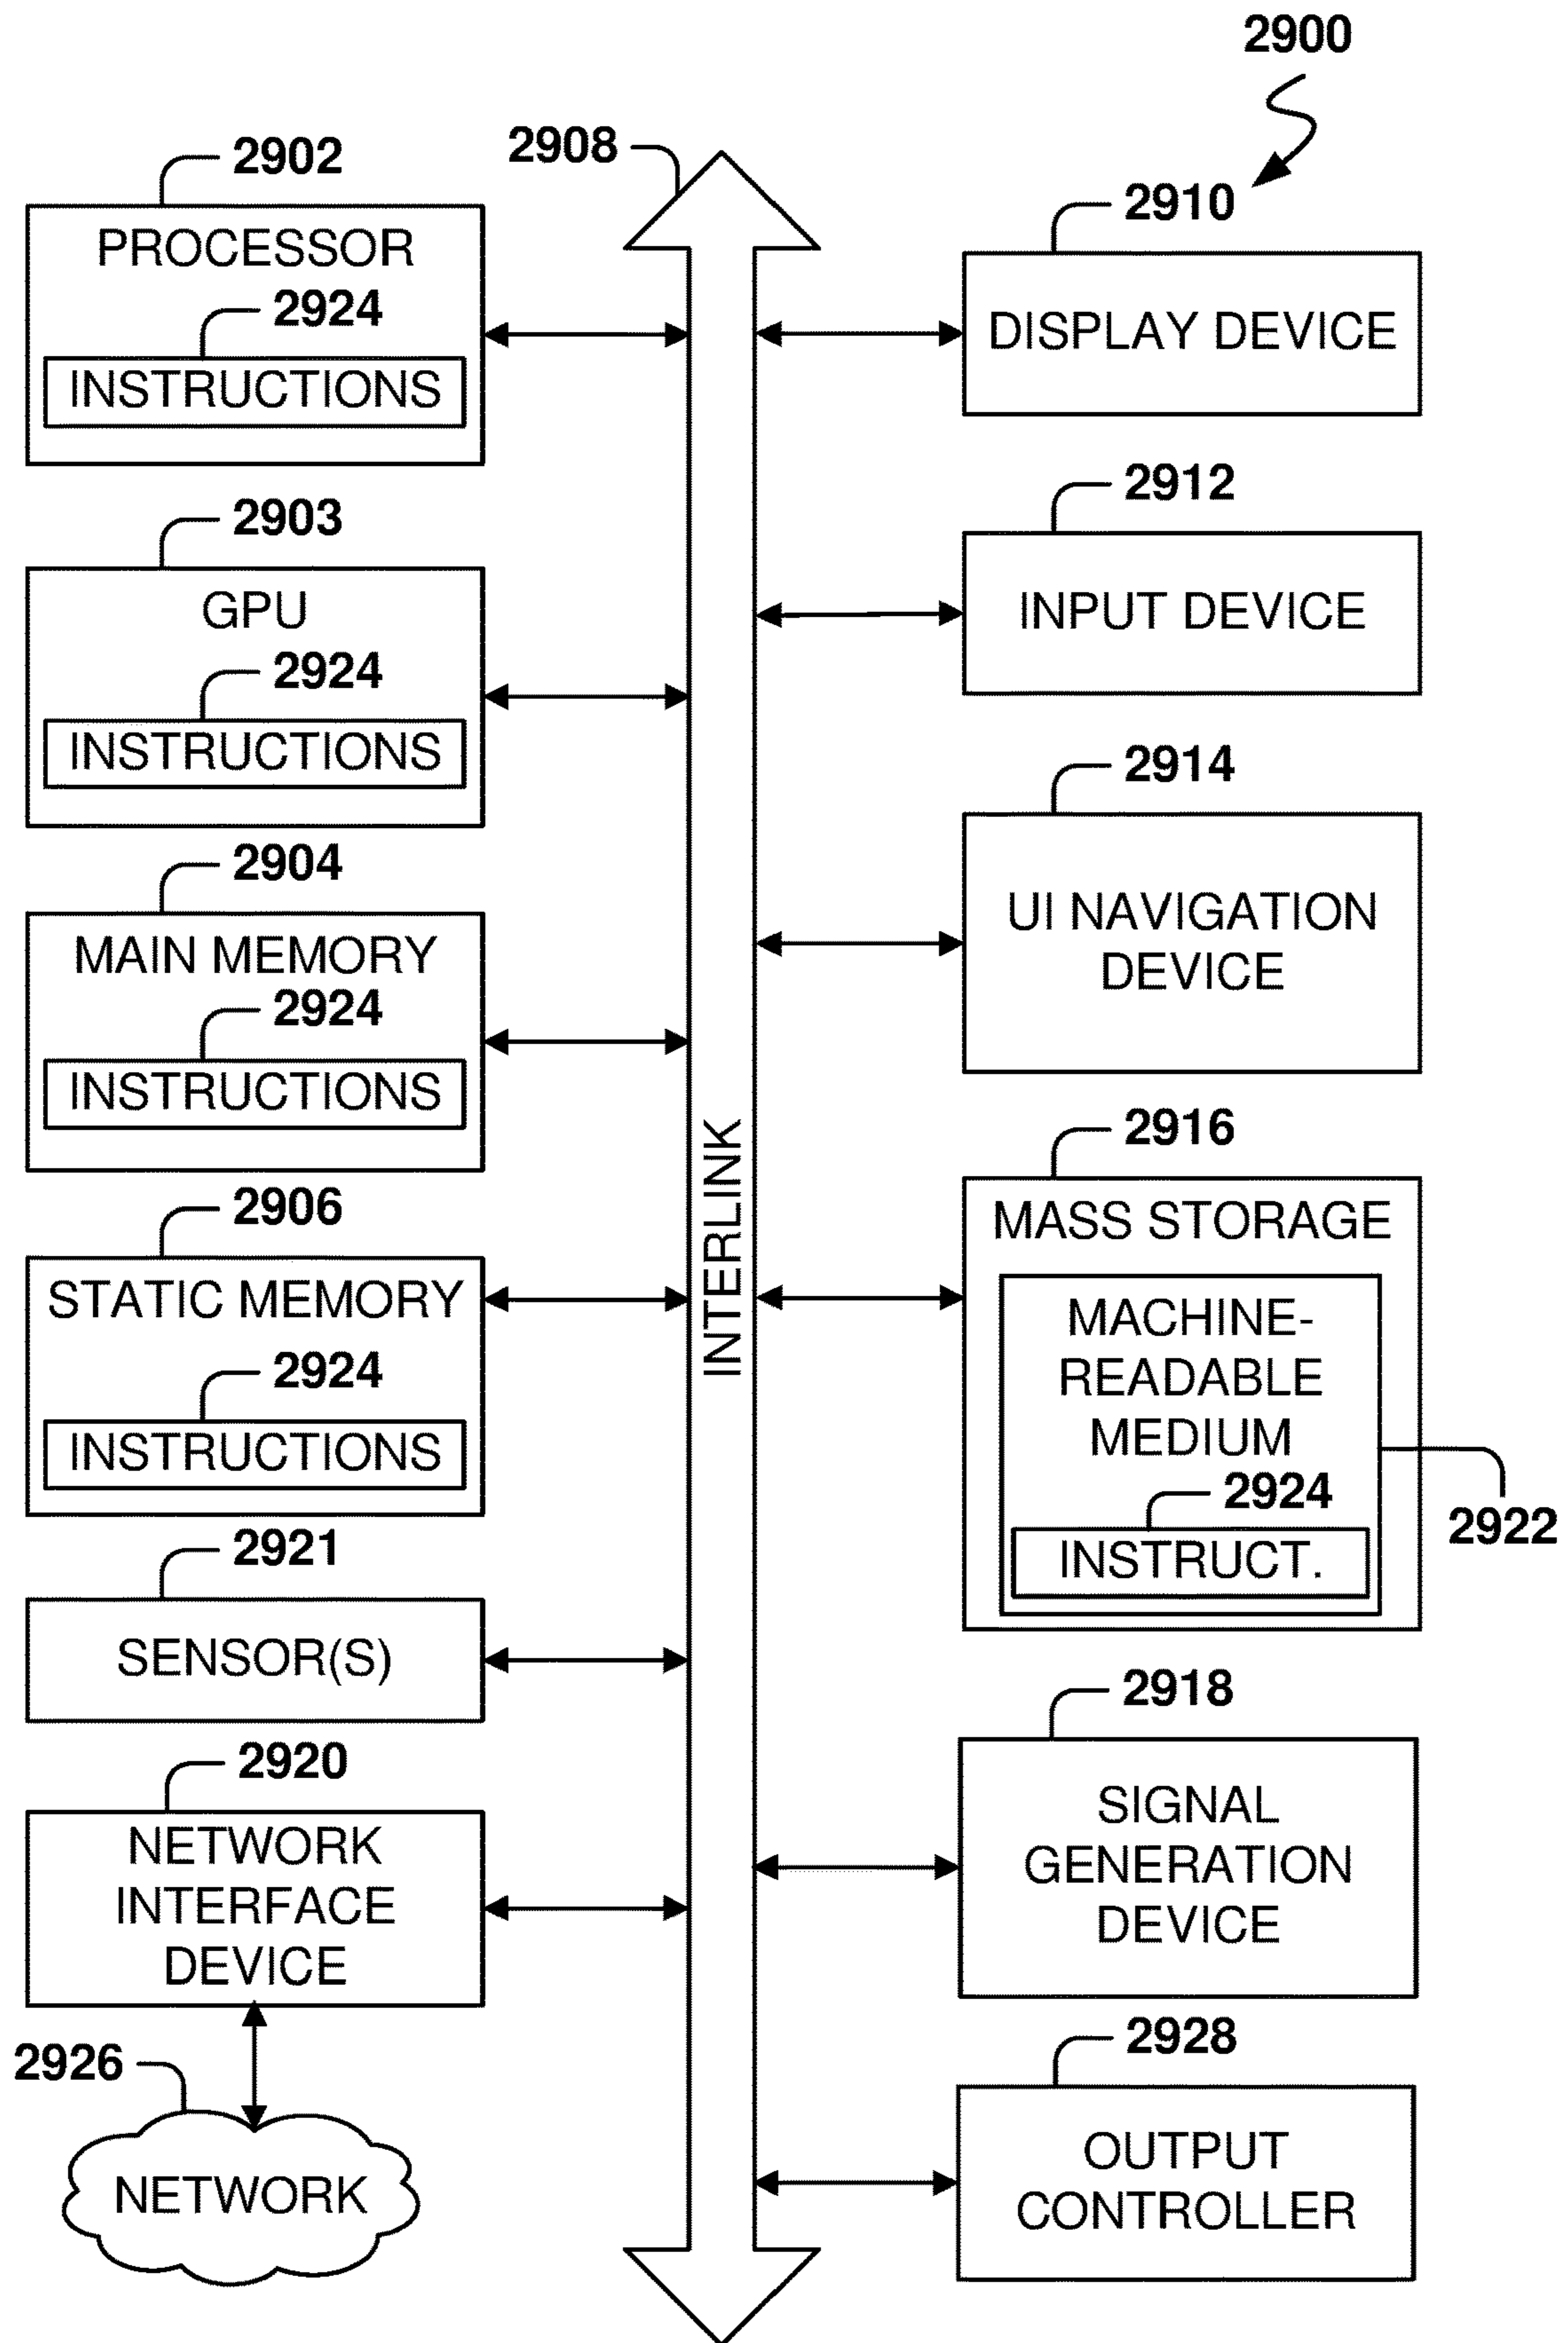 2900
2908
2902
PROCESSOR
2924
INSTRUCTIONS
2903
GPU
2924
INSTRUCTIONS
2904
MAIN MEMORY
2924
INSTRUCTIONS
2906
STATIC MEMORY
2924
INSTRUCTIONS
2921
SENSOR(S)
2920
NETWORK
INTERFACE
DEVICE
2926
NETWORK
INTERLINK
2910
DISPLAY DEVICE
2912
INPUT DEVICE
2914
UI NAVIGATION
DEVICE
2916
MASS STORAGE
MACHINE-
READABLE
MEDIUM
2924
INSTRUCT.
2922
2918
SIGNAL
GENERATION
DEVICE
2928
OUTPUT
CONTROLLER